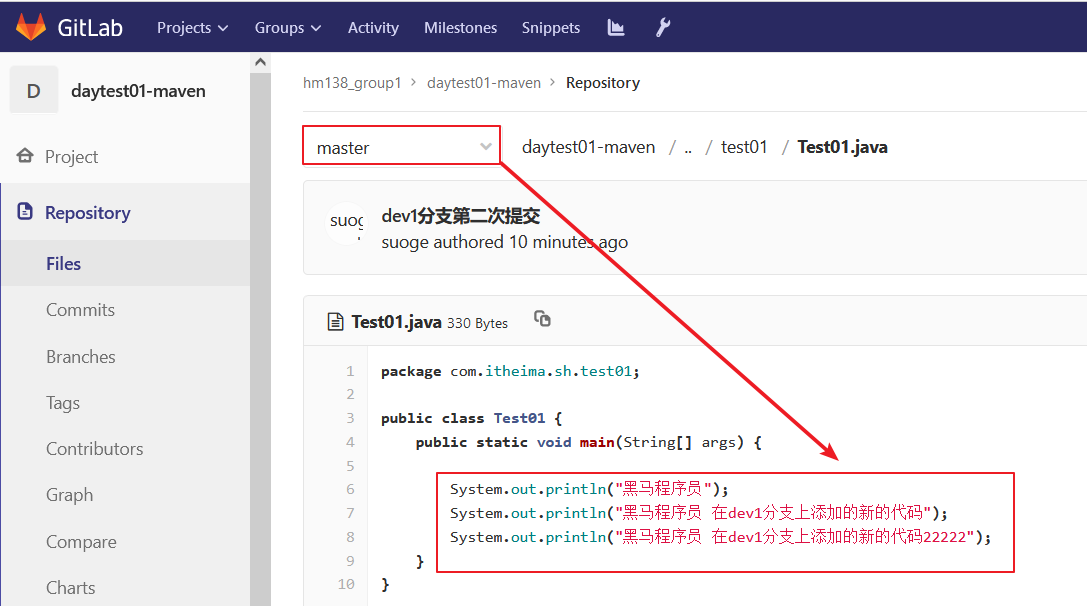 GitLab Projects Groups Activity Milestones Snippets
D daytest01-maven
Project
Repository
Files
Commits
Branches
Tags
Contributors
Graph
Compare
Charts
hm138_group1 > daytest01-maven > Repository
master daytest01-maven / .. / test01 / Test01.java
suog dev1分支第二次提交
suoge authored 10 minutes ago
Test01.java 330 Bytes
1 package com.itheima.sh.test01;
2
3 public class Test01 {
4 public static void main(String[] args) {
5
6 System.out.println("黑马程序员");
7 System.out.println("黑马程序员 在dev1分支上添加的新的代码");
8 System.out.println("黑马程序员 在dev1分支上添加的新的代码22222");
9 }
10 }